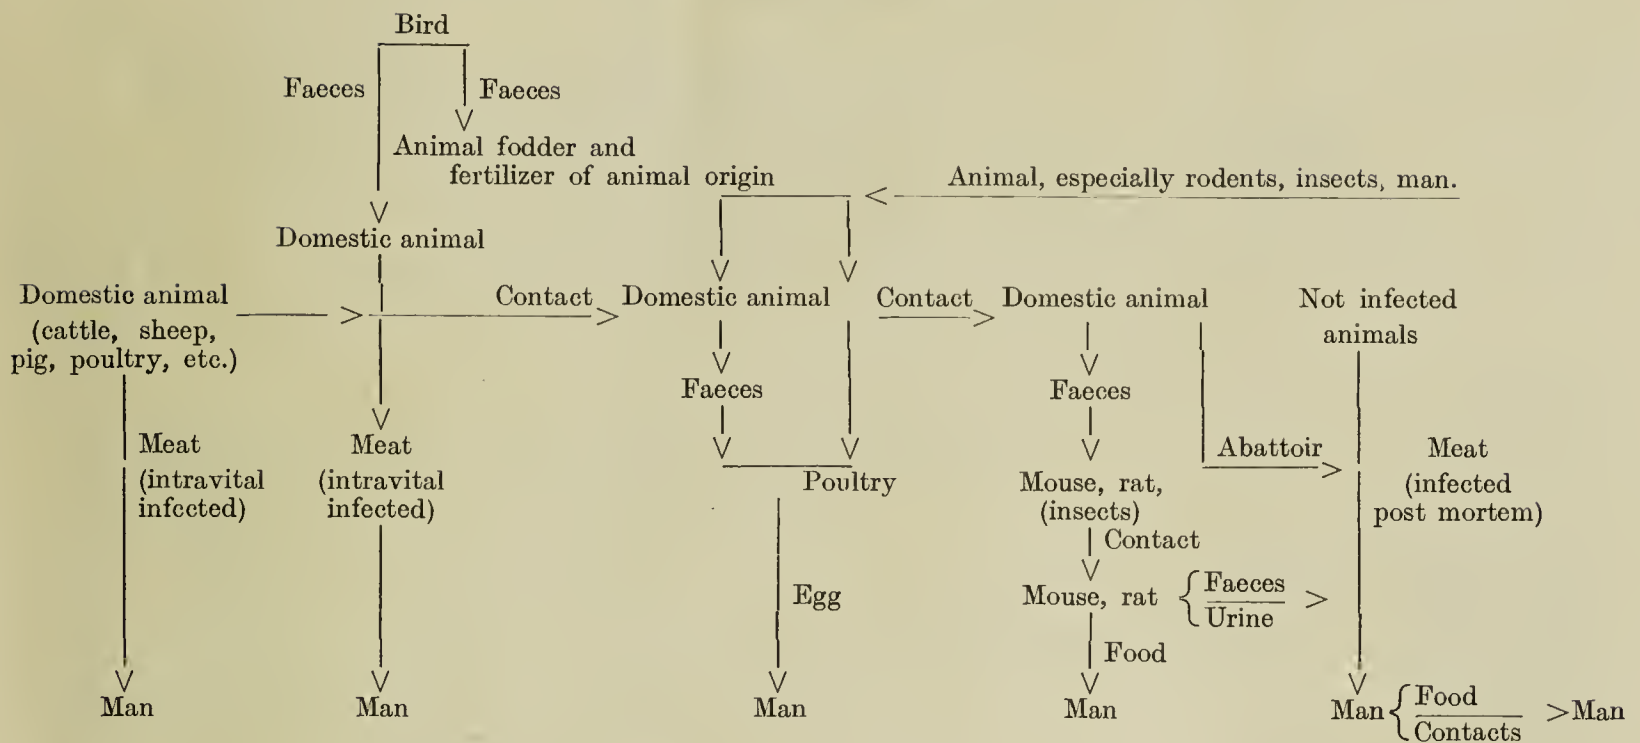 Bird
Faeces
Faeces
Animal fodder and
fertilizer of animal origin
Animal, especially rodents, insects, man.
Domestic animal
Domestic animal
(cattle, sheep,
pig, poultry, etc.)
Contact
Domestic animal
Contact
Domestic animal
Not infected
animals
Faeces
Faeces
Meat
(intravital
infected)
Meat
(intravital
infected)
Poultry
Mouse, rat,
(insects)
Abattoir
Meat
(infected
post mortem)
Contact
Egg
Mouse, rat { Faeces
Urine >
Food
Man
Man
Man
Man
Man { Food
Contacts > Man